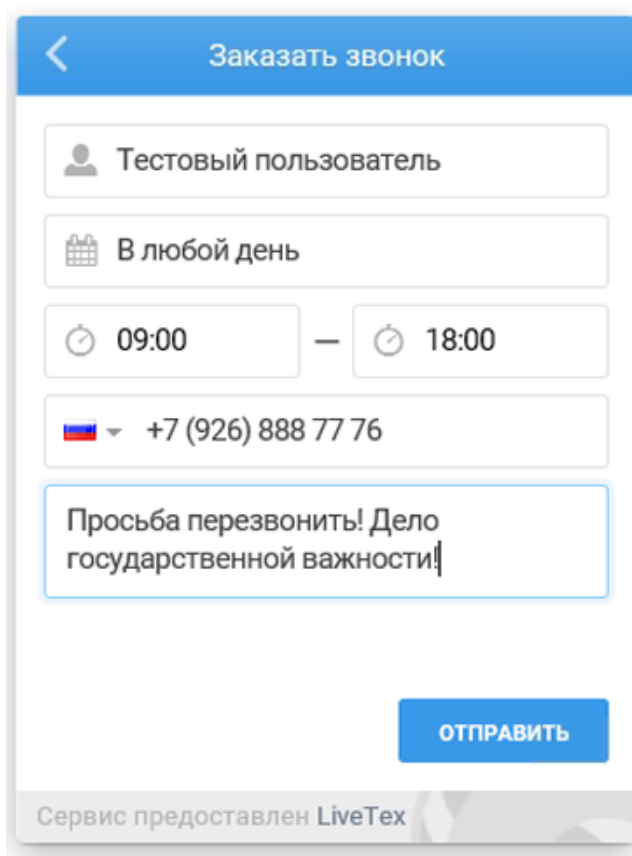 Заказать звонок
Тестовый пользователь
В любой день
09:00 — 18:00
+7 (926) 888 77 76
Просьба перезвонить! Дело
государственной важности!
ОТПРАВИТЬ
Сервис предоставлен LiveTex